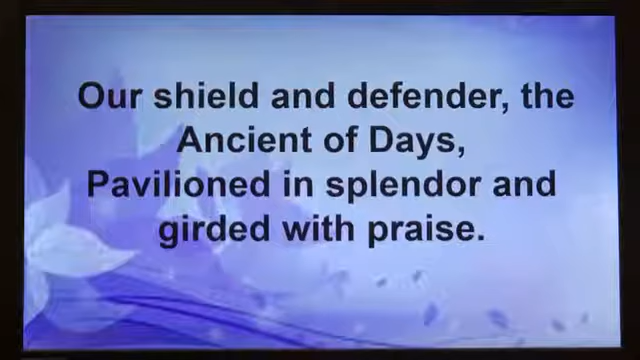 Our shield and defender, the
Ancient of Days,
Pavilioned in splendor and
girded with praise.